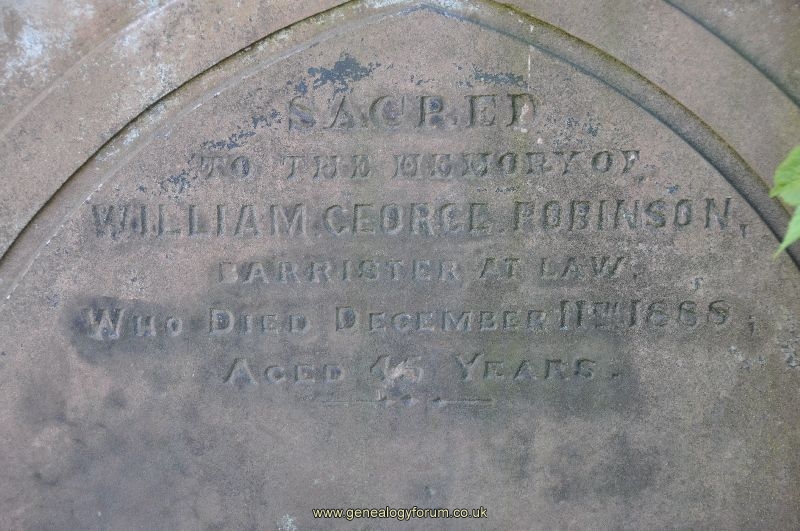 SACRED
TO THE MEMORY OF
WILLIAM GEORGE ROBINSON,
BARRISTER AT LAW,
WHO DIED DECEMBER 11TH 1888,
AGED 45 YEARS.
www.genealogyforum.co.uk